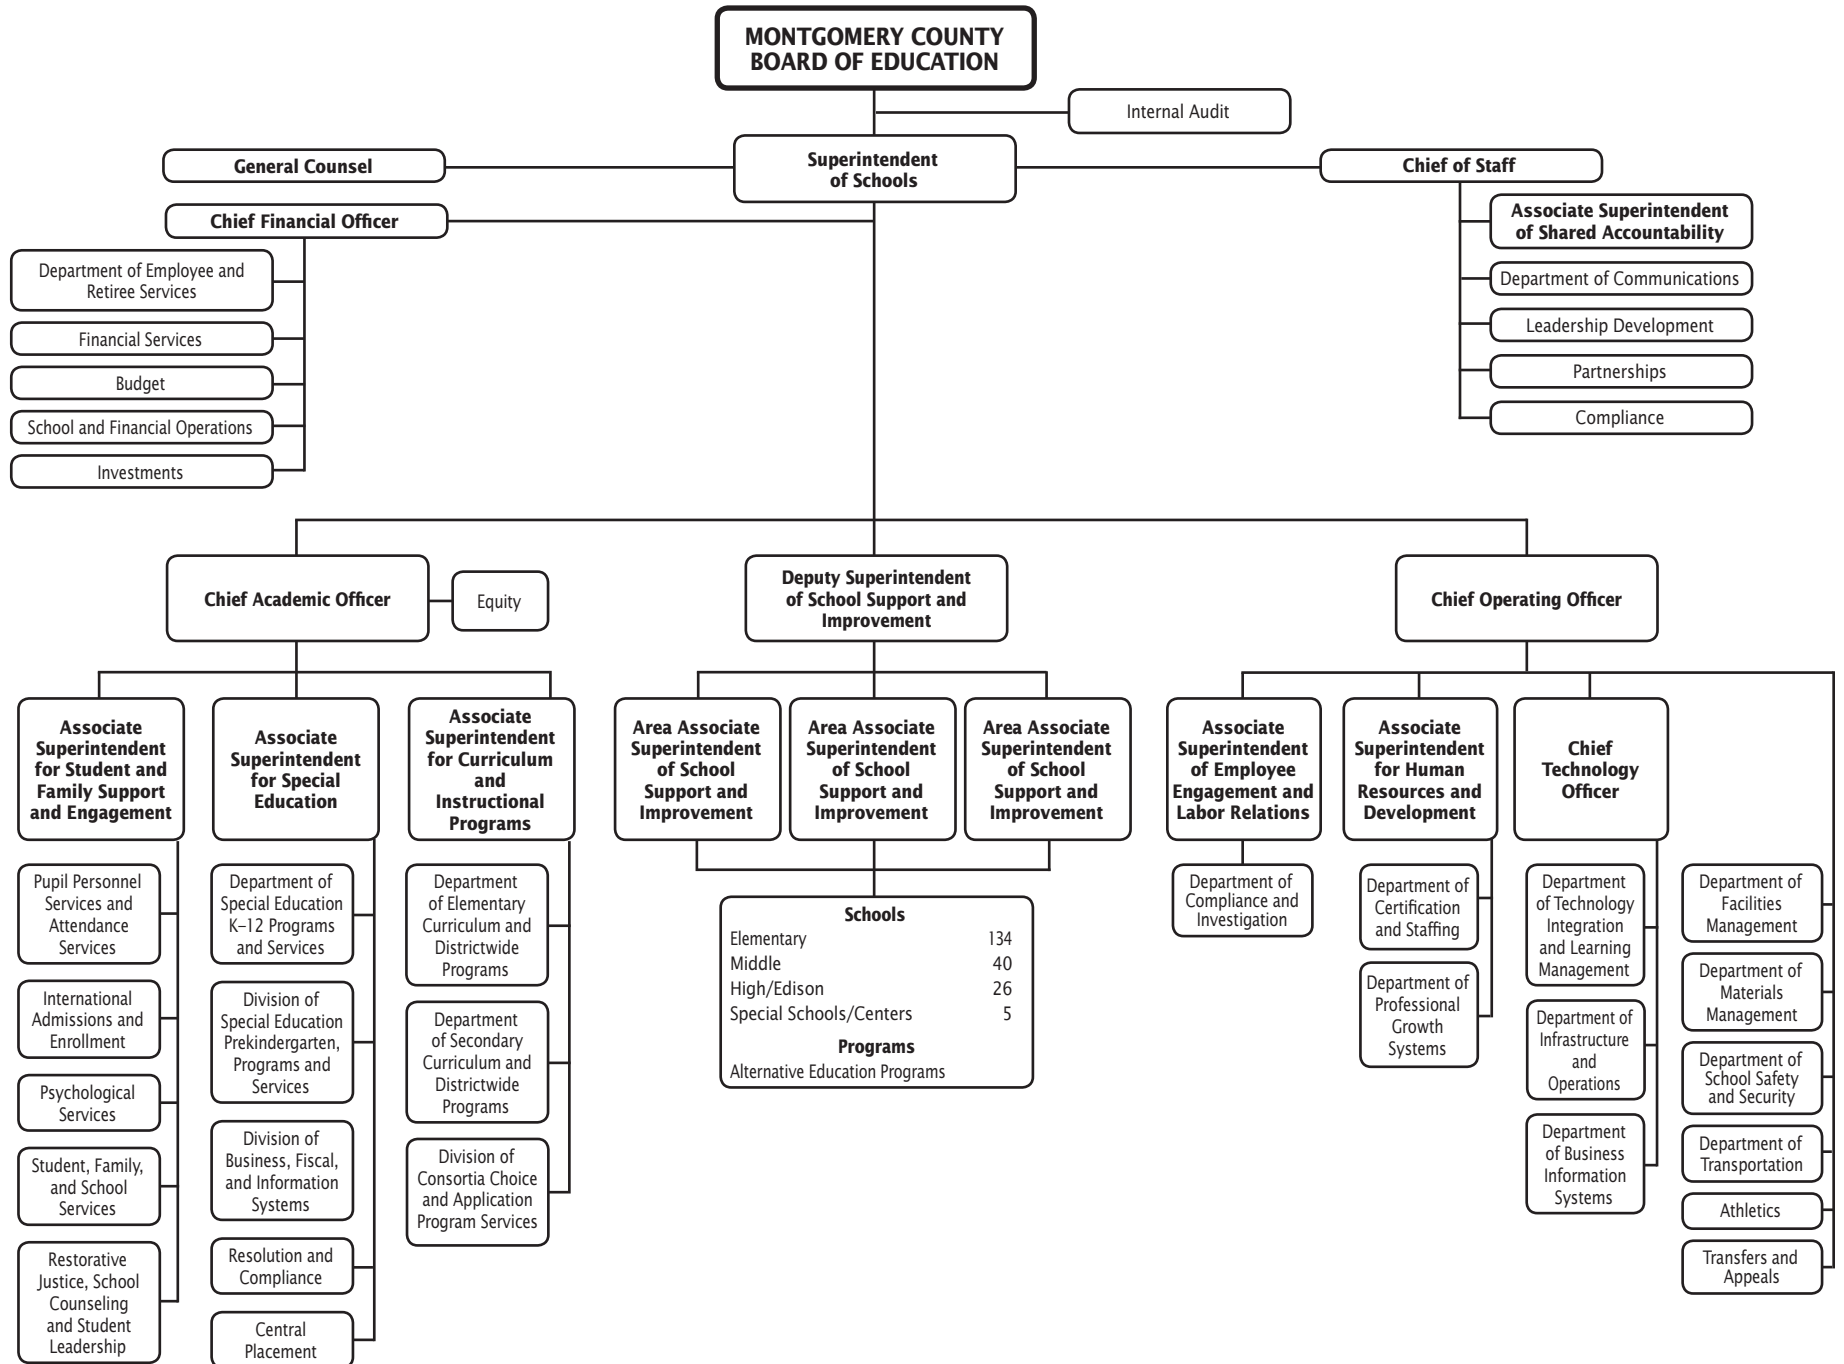 MONTGOMERY COUNTY
BOARD OF EDUCATION
Internal Audit
General Counsel
Superintendent
of Schools
Chief of Staff
Chief Financial Officer
Department of Employee and
Retiree Services
Financial Services
Budget
School and Financial Operations
Investments
Associate Superintendent
of Shared Accountability
Department of Communications
Leadership Development
Partnerships
Compliance
Chief Academic Officer
Equity
Deputy Superintendent
of School Support and
Improvement
Chief Operating Officer
Associate
Superintendent
for Student and
Family Support
and Engagement
Pupil Personnel
Services and
Attendance
Services
International
Admissions and
Enrollment
Psychological
Services
Student, Family,
and School
Services
Restorative
Justice, School
Counseling
and Student
Leadership
Associate
Superintendent
for Special
Education
Department of
Special Education
K–12 Programs
and Services
Division of
Special Education
Prekindergarten,
Programs and
Services
Division of
Business, Fiscal,
and Information
Systems
Resolution and
Compliance
Central
Placement
Associate
Superintendent
for Curriculum
and
Instructional
Programs
Department
of Elementary
Curriculum and
Districtwide
Programs
Department
of Secondary
Curriculum and
Districtwide
Programs
Division of
Consortia Choice
and Application
Program Services
Area Associate
Superintendent
of School
Support and
Improvement
Area Associate
Superintendent
of School
Support and
Improvement
Area Associate
Superintendent
of School
Support and
Improvement
Schools
Elementary 134
Middle 40
High/Edison 26
Special Schools/Centers 5
Programs
Alternative Education Programs
Associate
Superintendent
of Employee
Engagement and
Labor Relations
Department of
Compliance and
Investigation
Associate
Superintendent
for Human
Resources and
Development
Department of
Certification
and Staffing
Department of
Professional
Growth
Systems
Chief
Technology
Officer
Department
of Technology
Integration
and Learning
Management
Department of
Infrastructure
and
Operations
Department
of Business
Information
Systems
Department of
Facilities
Management
Department of
Materials
Management
Department of
School Safety
and Security
Department of
Transportation
Athletics
Transfers and
Appeals